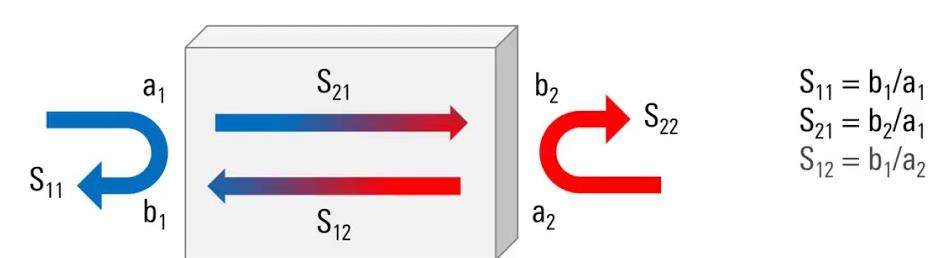 a₁
S₂₁
b₂
S₁₁ = b₁/a₁
S₂₂
S₂₁ = b₂/a₁
S₁₂ = b₁/a₂
S₁₁
b₁
S₁₂
a₂